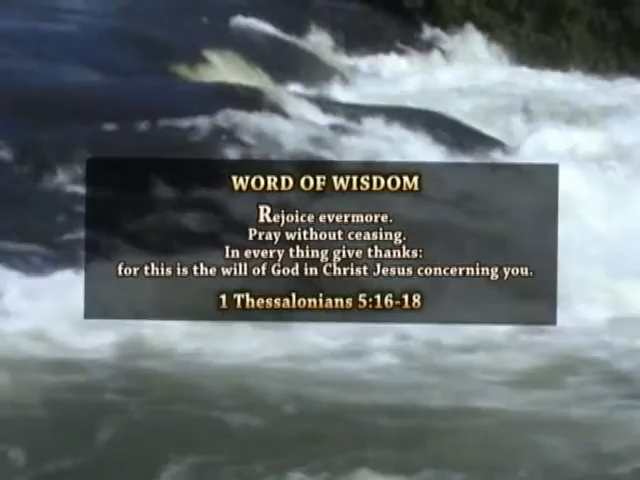 WORD OF WISDOM
Rejoice evermore.
Pray without ceasing.
In every thing give thanks:
for this is the will of God in Christ Jesus concerning you.
1 Thessalonians 5:16-18